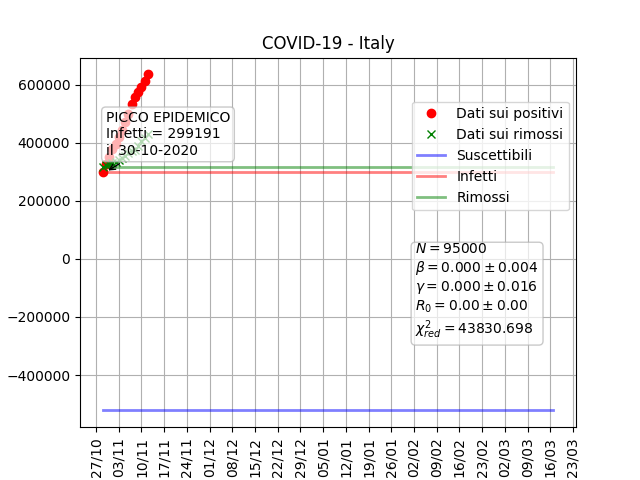 COVID-19 - Italy
600000
400000
200000
0
−200000
−400000
PICCO EPIDEMICO
Infetti = 299191
il 30-10-2020
Dati sui positivi
Dati sui rimossi
Suscettibili
Infetti
Rimossi
N = 95000
β = 0.000 ± 0.004
γ = 0.000 ± 0.016
R₀ = 0.00 ± 0.00
χ²red = 43830.698
27/10
03/11
10/11
17/11
24/11
01/12
08/12
15/12
22/12
29/12
05/01
12/01
19/01
26/01
02/02
09/02
16/02
23/02
02/03
09/03
16/03
23/03